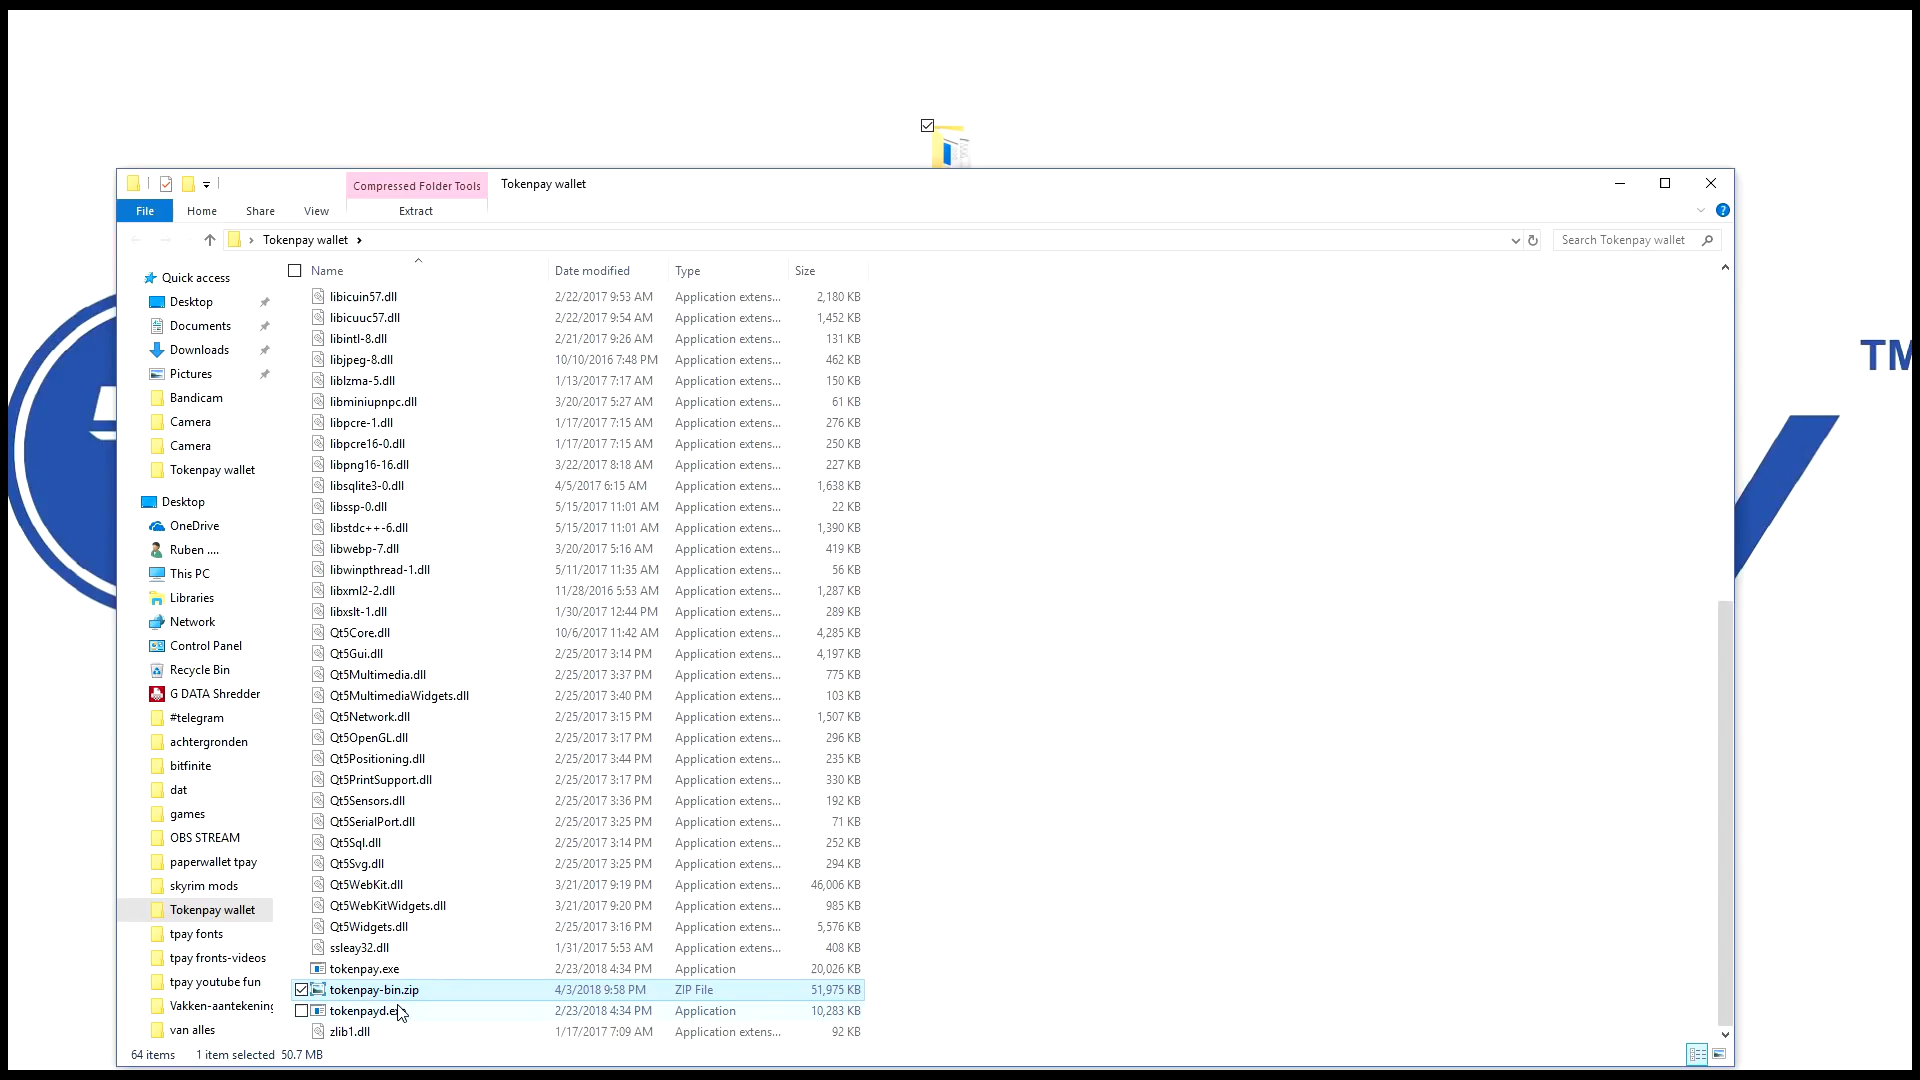 Compressed Folder Tools
Tokenpay wallet
File
Home
Share
View
Extract
Tokenpay wallet
Search Tokenpay wallet
Quick access
Desktop
Documents
Downloads
Pictures
Bandicam
Camera
Camera
Tokenpay wallet
Desktop
OneDrive
Ruben ....
This PC
Libraries
Network
Control Panel
Recycle Bin
G DATA Shredder
#telegram
achtergronden
bitfinite
dat
games
OBS STREAM
paperwallet tpay
skyrim mods
Tokenpay wallet
tpay fonts
tpay fronts-videos
tpay youtube fun
Vakken-aantekening
van alles
Name Date modified Type Size
libicuin57.dll 2/22/2017 9:53 AM Application extens... 2,180 KB
libicuuc57.dll 2/22/2017 9:54 AM Application extens... 1,452 KB
libintl-8.dll 2/21/2017 9:26 AM Application extens... 131 KB
libjpeg-8.dll 10/10/2016 7:48 PM Application extens... 462 KB
liblzma-5.dll 1/13/2017 7:17 AM Application extens... 150 KB
libminiupnpc.dll 3/20/2017 5:27 AM Application extens... 61 KB
libpcre-1.dll 1/17/2017 7:15 AM Application extens... 276 KB
libpcre16-0.dll 1/17/2017 7:15 AM Application extens... 250 KB
libpng16-16.dll 3/22/2017 8:18 AM Application extens... 227 KB
libsqlite3-0.dll 4/5/2017 6:15 AM Application extens... 1,638 KB
libssp-0.dll 5/15/2017 11:01 AM Application extens... 22 KB
libstdc++-6.dll 5/15/2017 11:01 AM Application extens... 1,390 KB
libwebp-7.dll 3/20/2017 5:16 AM Application extens... 419 KB
libwinpthread-1.dll 5/11/2017 11:35 AM Application extens... 56 KB
libxml2-2.dll 11/28/2016 5:53 AM Application extens... 1,287 KB
libxslt-1.dll 1/30/2017 12:44 PM Application extens... 289 KB
Qt5Core.dll 10/6/2017 11:42 AM Application extens... 4,285 KB
Qt5Gui.dll 2/25/2017 3:14 PM Application extens... 4,197 KB
Qt5Multimedia.dll 2/25/2017 3:37 PM Application extens... 775 KB
Qt5MultimediaWidgets.dll 2/25/2017 3:40 PM Application extens... 103 KB
Qt5Network.dll 2/25/2017 3:15 PM Application extens... 1,507 KB
Qt5OpenGL.dll 2/25/2017 3:17 PM Application extens... 296 KB
Qt5Positioning.dll 2/25/2017 3:44 PM Application extens... 235 KB
Qt5PrintSupport.dll 2/25/2017 3:17 PM Application extens... 330 KB
Qt5Sensors.dll 2/25/2017 3:36 PM Application extens... 192 KB
Qt5SerialPort.dll 2/25/2017 3:25 PM Application extens... 71 KB
Qt5Sql.dll 2/25/2017 3:14 PM Application extens... 252 KB
Qt5Svg.dll 2/25/2017 3:25 PM Application extens... 294 KB
Qt5WebKit.dll 3/21/2017 9:19 PM Application extens... 46,006 KB
Qt5WebKitWidgets.dll 3/21/2017 9:20 PM Application extens... 985 KB
Qt5Widgets.dll 2/25/2017 3:16 PM Application extens... 5,576 KB
ssleay32.dll 1/31/2017 5:53 AM Application extens... 408 KB
tokenpay.exe 2/23/2018 4:34 PM Application 20,026 KB
tokenpay-bin.zip 4/3/2018 9:58 PM ZIP File 51,975 KB
tokenpayd.e 2/23/2018 4:34 PM Application 10,283 KB
zlib1.dll 1/17/2017 7:09 AM Application extens... 92 KB
64 items 1 item selected 50.7 MB
TM